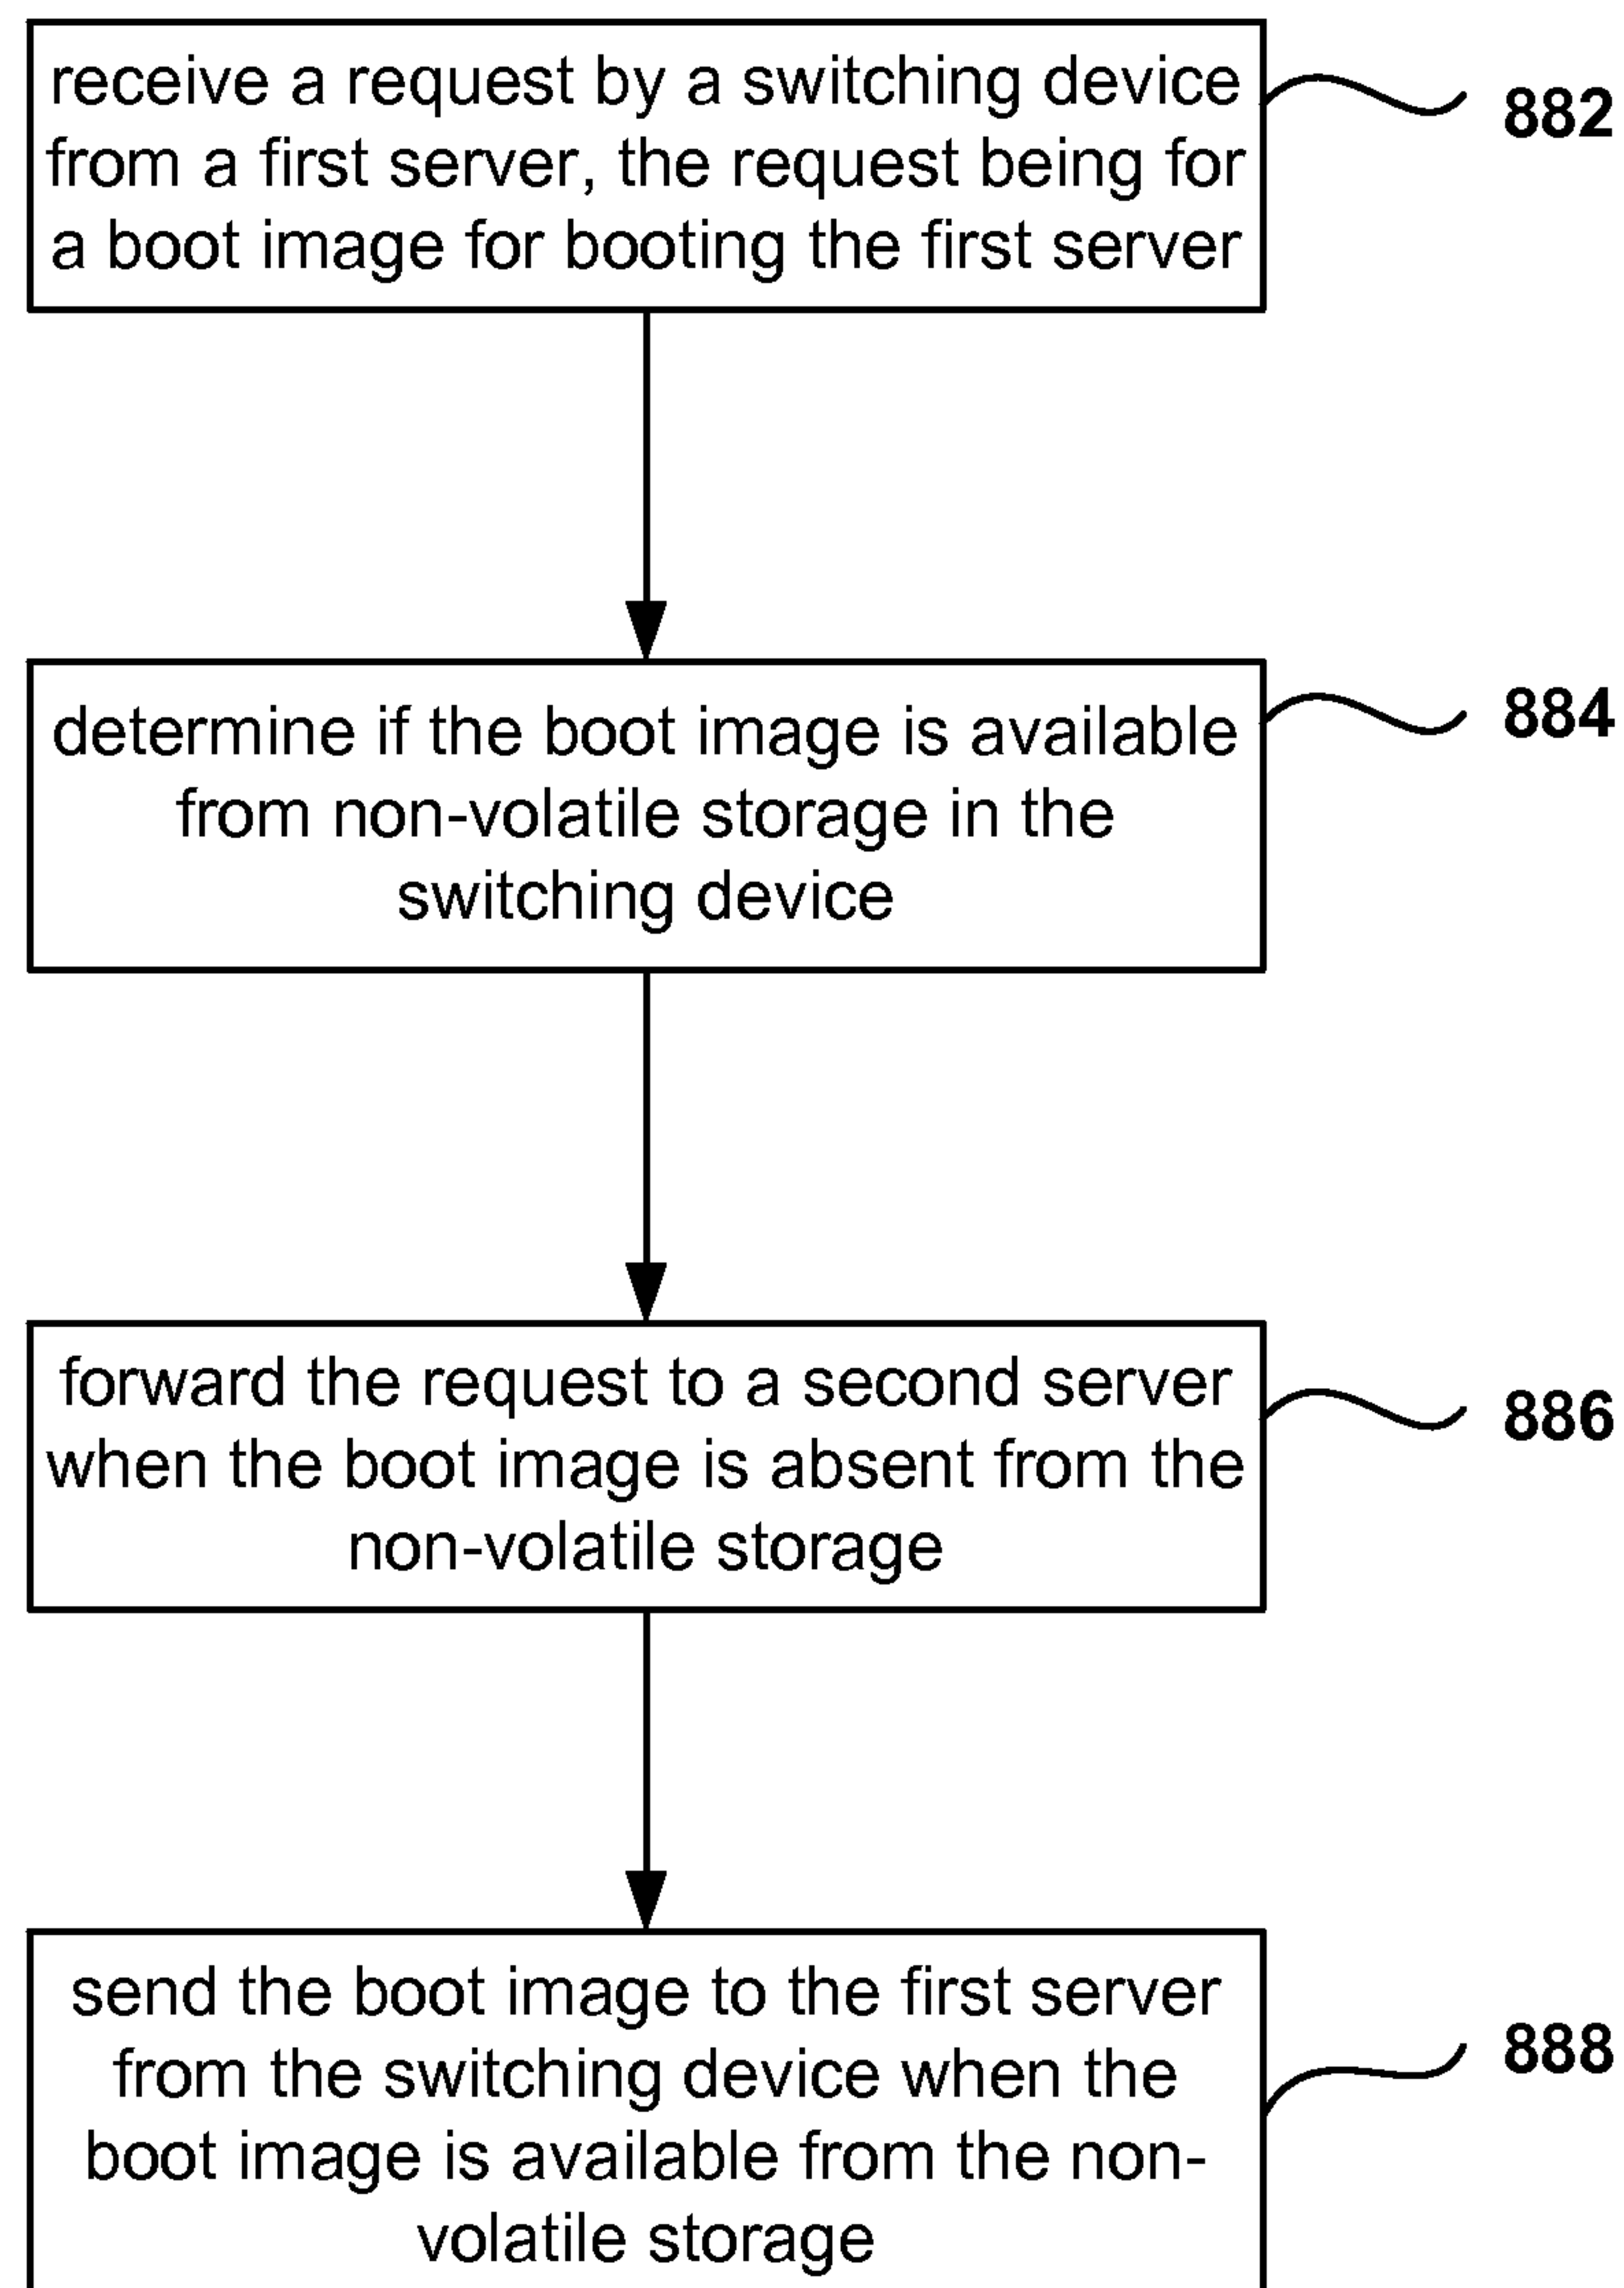 receive a request by a switching device
from a first server, the request being for
a boot image for booting the first server
882
determine if the boot image is available
from non-volatile storage in the
switching device
884
forward the request to a second server
when the boot image is absent from the
non-volatile storage
886
send the boot image to the first server
from the switching device when the
boot image is available from the non-
volatile storage
888